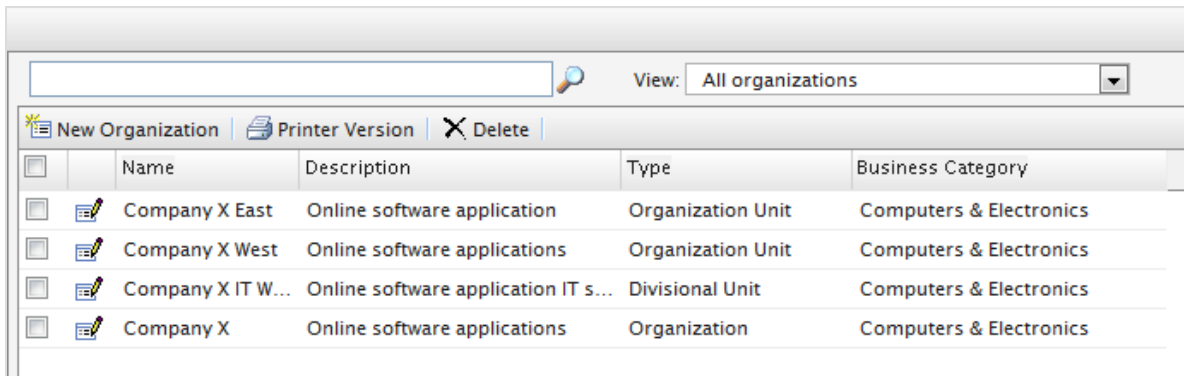 View: All organizations
New Organization Printer Version Delete
Name Description Type Business Category
Company X East Online software application Organization Unit Computers & Electronics
Company X West Online software applications Organization Unit Computers & Electronics
Company X IT W... Online software application IT s... Divisional Unit Computers & Electronics
Company X Online software applications Organization Computers & Electronics